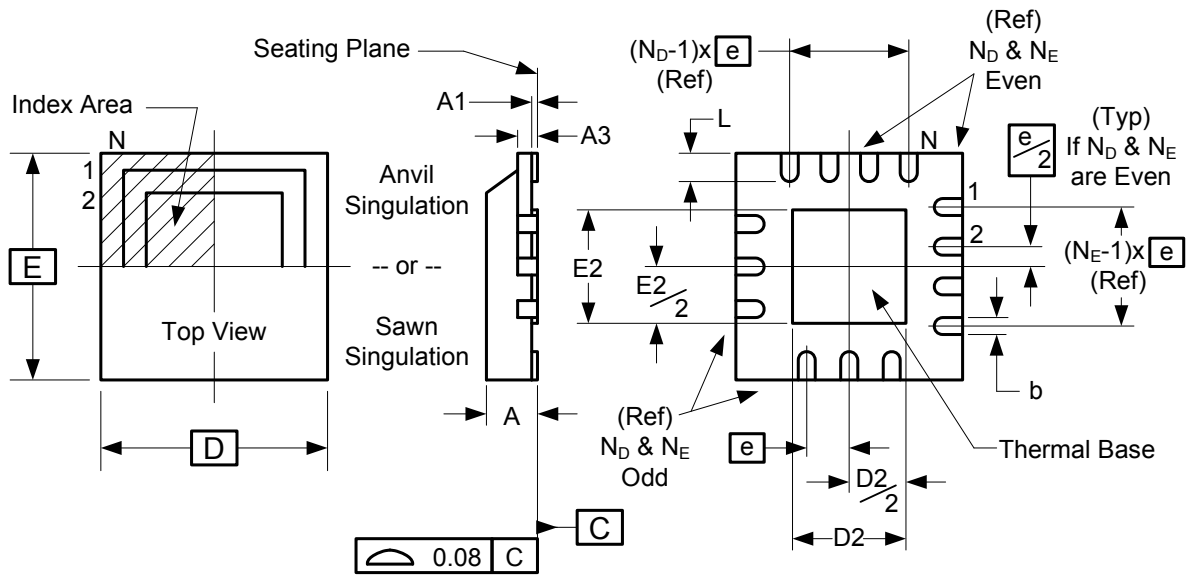 Seating Plane
Index Area
N
1
2
E
Top View
D
A1
A3
Anvil
Singulation
-- or --
Sawn
Singulation
A
0.08 C
C
(N_D-1)x e
(Ref)
L
(Ref)
N_D & N_E
Even
N
e/2
(Typ)
If N_D & N_E
are Even
1
2
(N_E-1)x e
(Ref)
E2
E2/2
b
(Ref)
N_D & N_E
Odd
e
Thermal Base
D2/2
D2